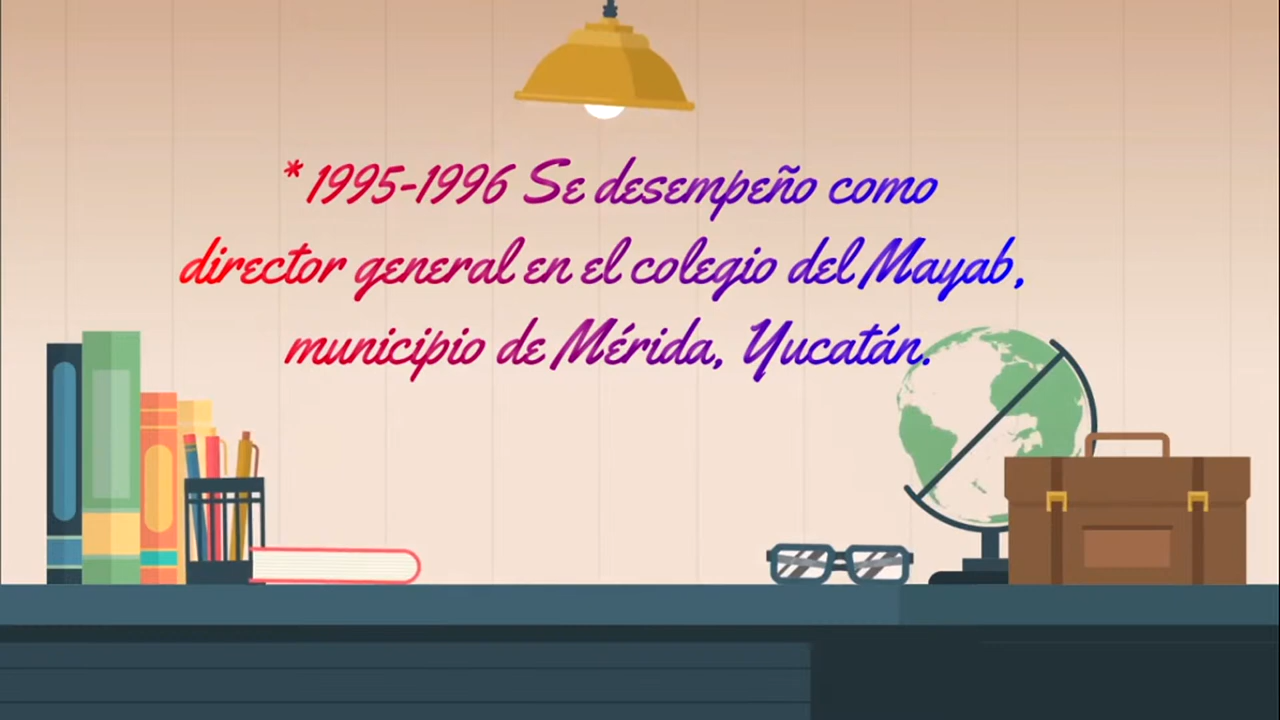 * 1995-1996 Se desempeño como
director general en el colegio del Mayab,
municipio de Mérida, Yucatán.